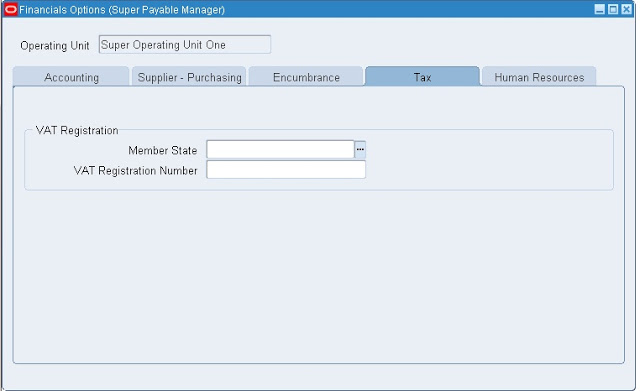 Financials Options (Super Payable Manager)
Operating Unit Super Operating Unit One
Accounting Supplier - Purchasing Encumbrance Tax Human Resources
VAT Registration
Member State
VAT Registration Number